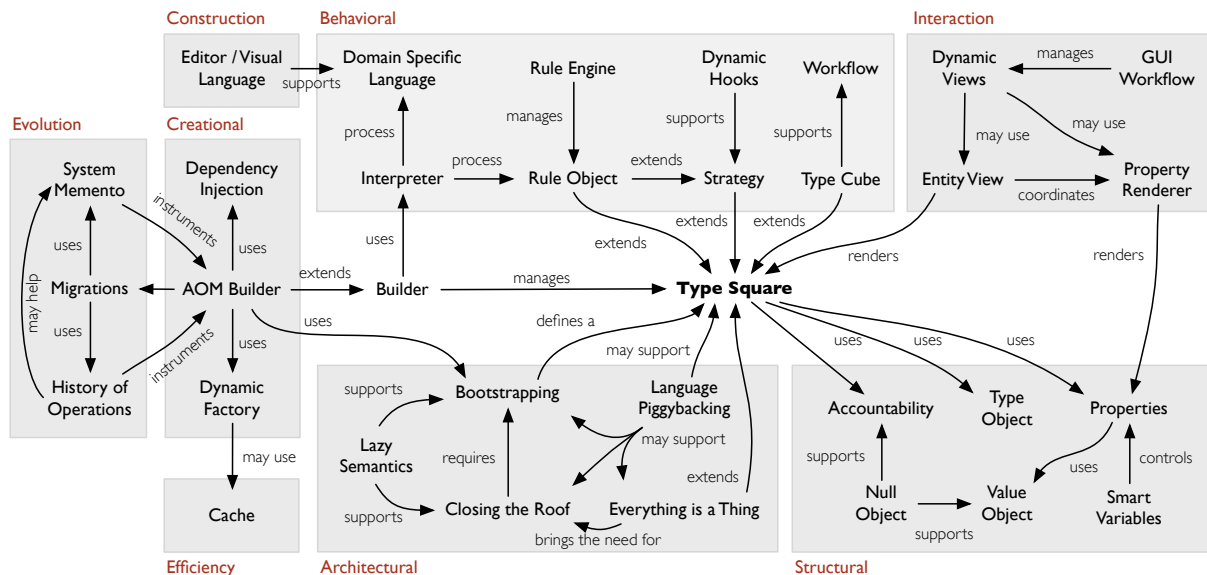 Construction
Behavioral
Interaction
Editor / Visual
Language
supports
Domain Specific
Language
Rule Engine
Dynamic
Hooks
Workflow
Dynamic
Views
manages
GUI
Workflow
process
manages
supports
supports
may use
may use
Evolution
Creational
System
Memento
Dependency
Injection
Interpreter
process
Rule Object
extends
Strategy
Type Cube
Entity View
coordinates
Property
Renderer
instruments
uses
uses
uses
extends
extends
extends
renders
renders
Migrations
AOM Builder
extends
Builder
manages
Type Square
may help
uses
instruments
uses
uses
defines a
may support
uses
uses
uses
History of
Operations
Dynamic
Factory
supports
Bootstrapping
Language
Piggybacking
Accountability
Type
Object
Properties
Lazy
Semantics
requires
may support
may use
supports
uses
controls
extends
Cache
supports
Closing the Roof
Everything is a Thing
Null
Object
supports
Value
Object
Smart
Variables
brings the need for
Efficiency
Architectural
Structural